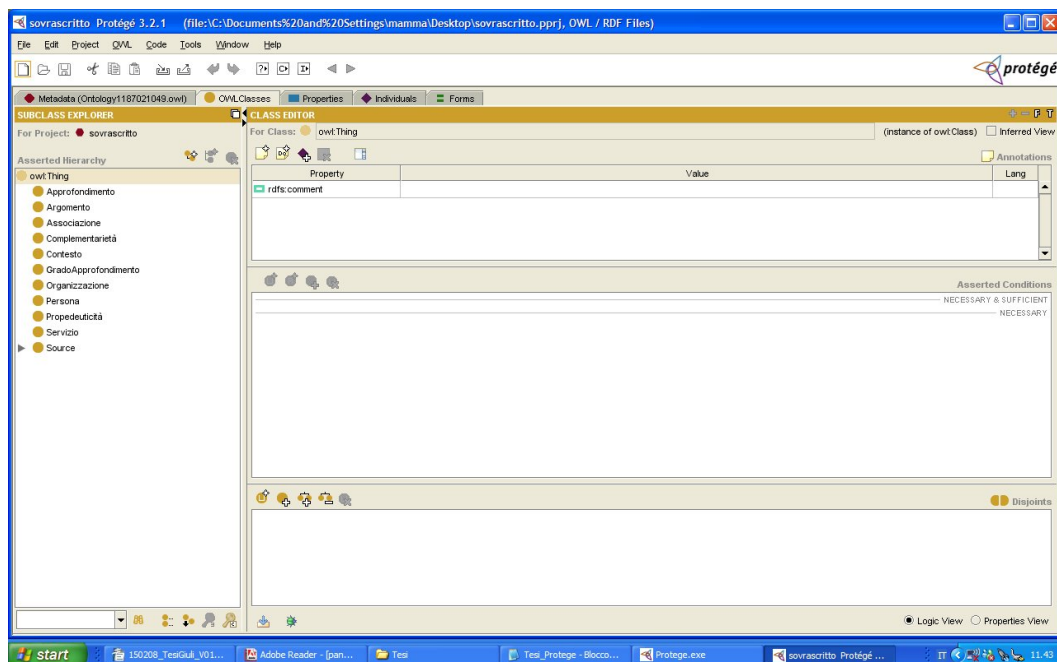 sovrascritto Protégé 3.2.1 (file:\C:\Documents%20and%20Settings\mamma\Desktop\sovrascritto.pprj, OWL / RDF Files)
File Edit Project OWL Code Tools Window Help
protégé
Metadata (Ontology1187021049.owl) OWLClasses Properties Individuals Forms
SUBCLASS EXPLORER
For Project: sovrascritto
Asserted Hierarchy
owl:Thing
Approfondimento
Argomento
Associazione
Complementarietà
Contesto
GradoApprofondimento
Organizzazione
Persona
Propedeuticità
Servizio
Source
CLASS EDITOR
For Class: owl:Thing (instance of owl:Class) Inferred View
Annotations
Property Value Lang
rdfs:comment
Asserted Conditions
NECESSARY & SUFFICIENT
NECESSARY
Disjoints
Logic View Properties View
start 150208_TesiGiuli_V01... Adobe Reader - [pan... Tesi Tesi_Protege - Blocco... Protege.exe sovrascritto Protégé ... IT 11.43